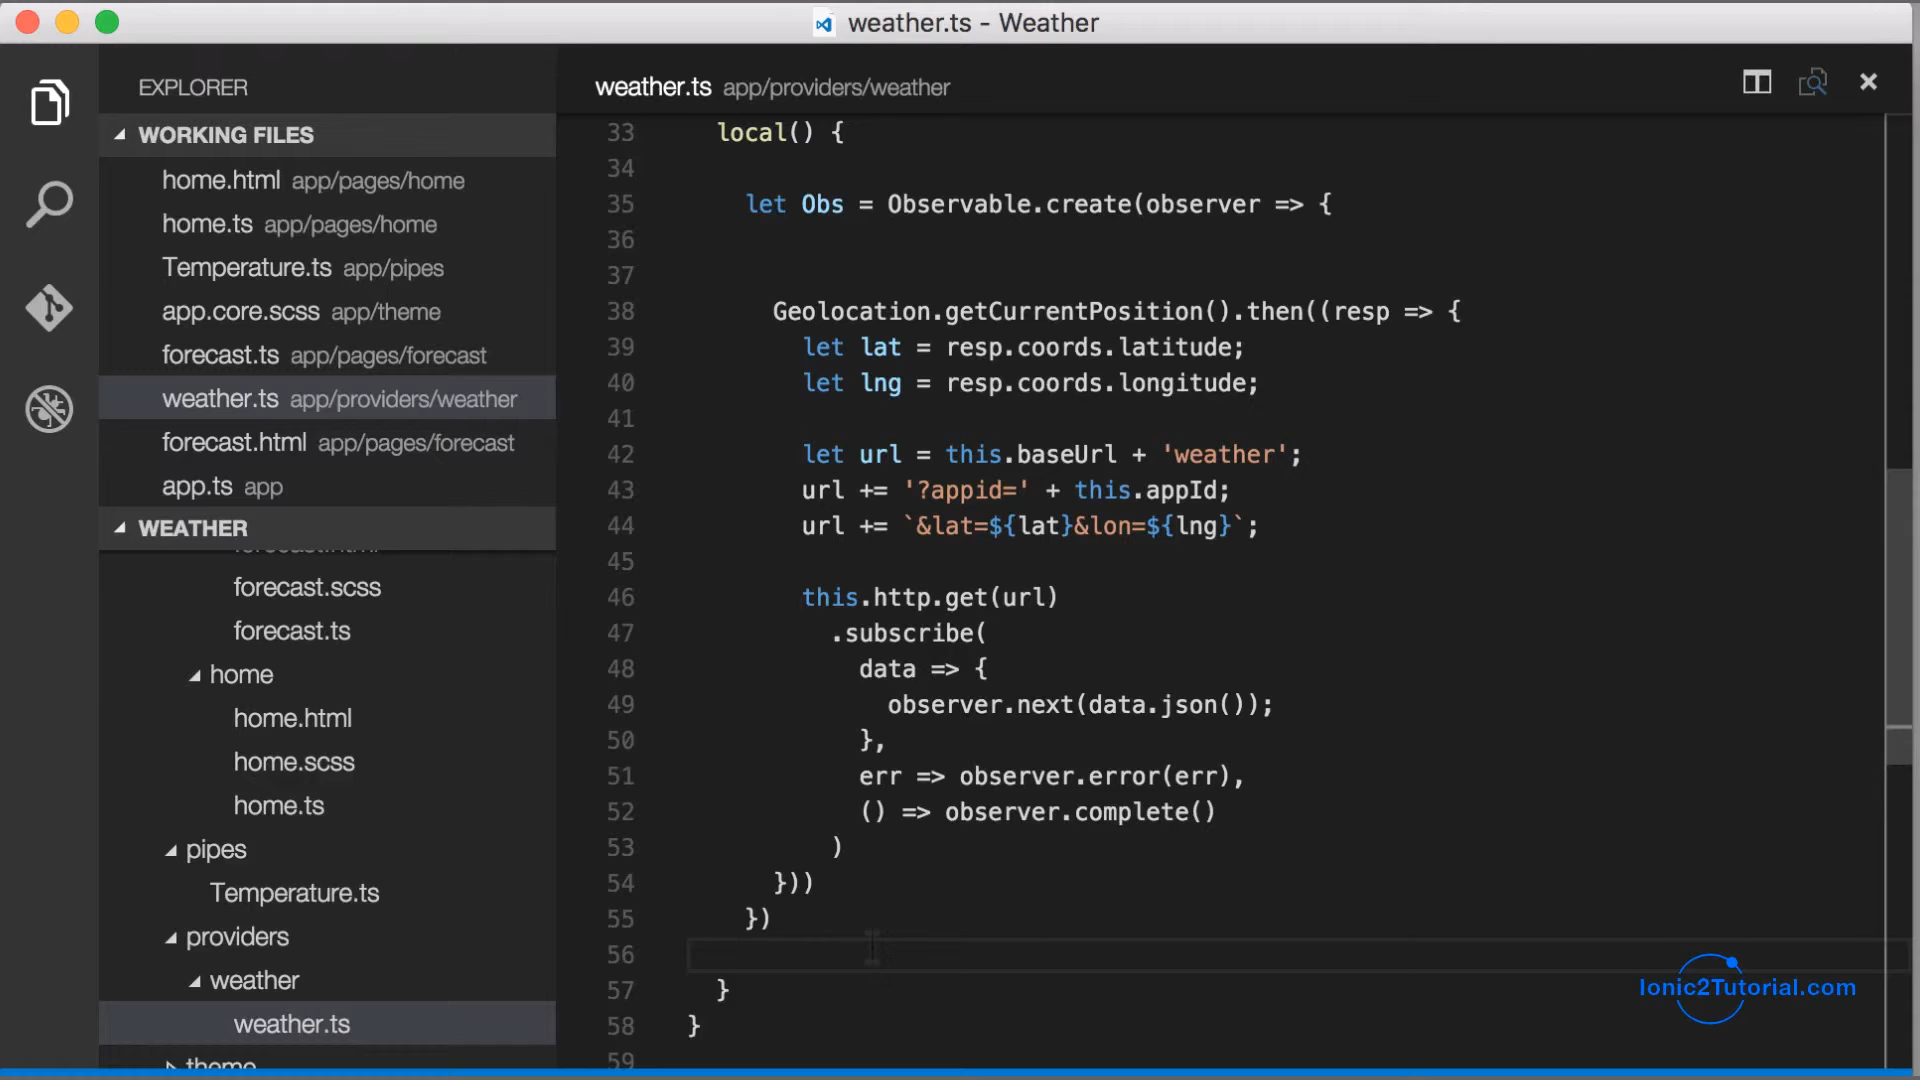 weather.ts - Weather
EXPLORER
WORKING FILES
home.html app/pages/home
home.ts app/pages/home
Temperature.ts app/pipes
app.core.scss app/theme
forecast.ts app/pages/forecast
weather.ts app/providers/weather
forecast.html app/pages/forecast
app.ts app
WEATHER
forecast.html
forecast.scss
forecast.ts
home
home.html
home.scss
home.ts
pipes
Temperature.ts
providers
weather
weather.ts
theme
weather.ts app/providers/weather
33 local() {
34
35 let Obs = Observable.create(observer => {
36
37
38 Geolocation.getCurrentPosition().then((resp => {
39 let lat = resp.coords.latitude;
40 let lng = resp.coords.longitude;
41
42 let url = this.baseUrl + 'weather';
43 url += '?appid=' + this.appId;
44 url += `&lat=${lat}&lon=${lng}`;
45
46 this.http.get(url)
47 .subscribe(
48 data => {
49 observer.next(data.json());
50 },
51 err => observer.error(err),
52 () => observer.complete()
53 )
54 }))
55 })
56
57 }
58 }
59
Ionic2Tutorial.com